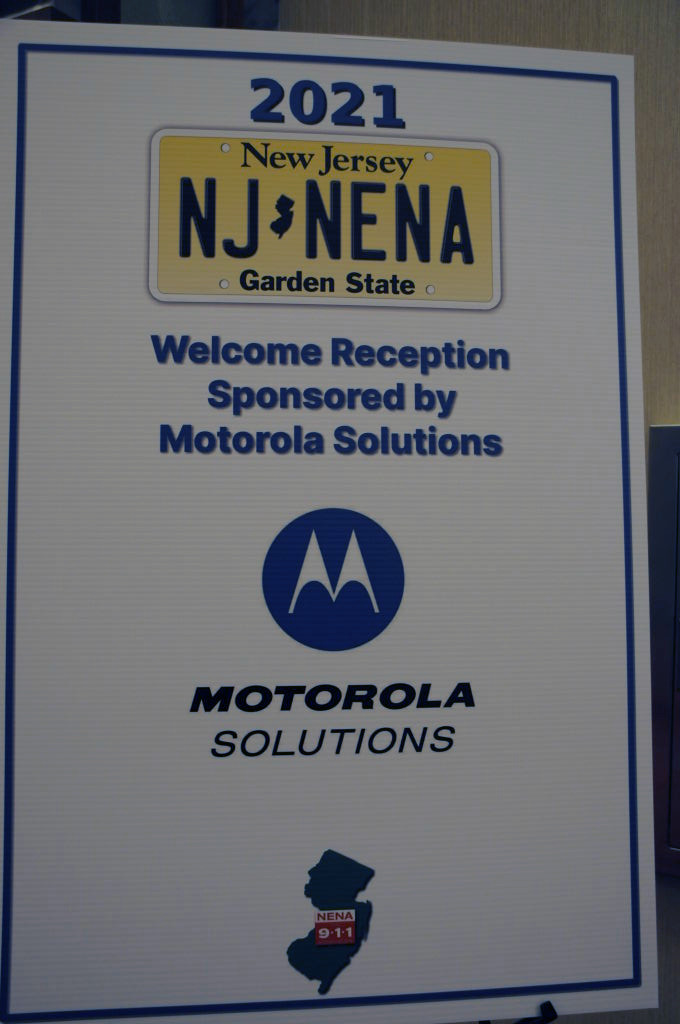 2021
New Jersey
NJ NENA
Garden State
Welcome Reception
Sponsored by
Motorola Solutions
MOTOROLA
SOLUTIONS
NENA
9-1-1